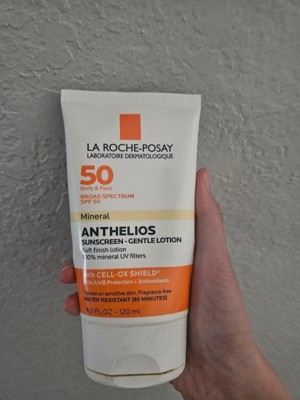 LA ROCHE-POSAY
LABORATOIRE DERMATOLOGIQUE
50
Body & Face
BROAD SPECTRUM
SPF 50
Mineral
ANTHELIOS
SUNSCREEN - GENTLE LOTION
Soft finish lotion
100% mineral UV filters
CELL-OX SHIELD
UVA/UVB Protection + Antioxidants
on sensitive skin. Fragrance-free
WATER RESISTANT (80 MINUTES)
FL.OZ - 120 mL